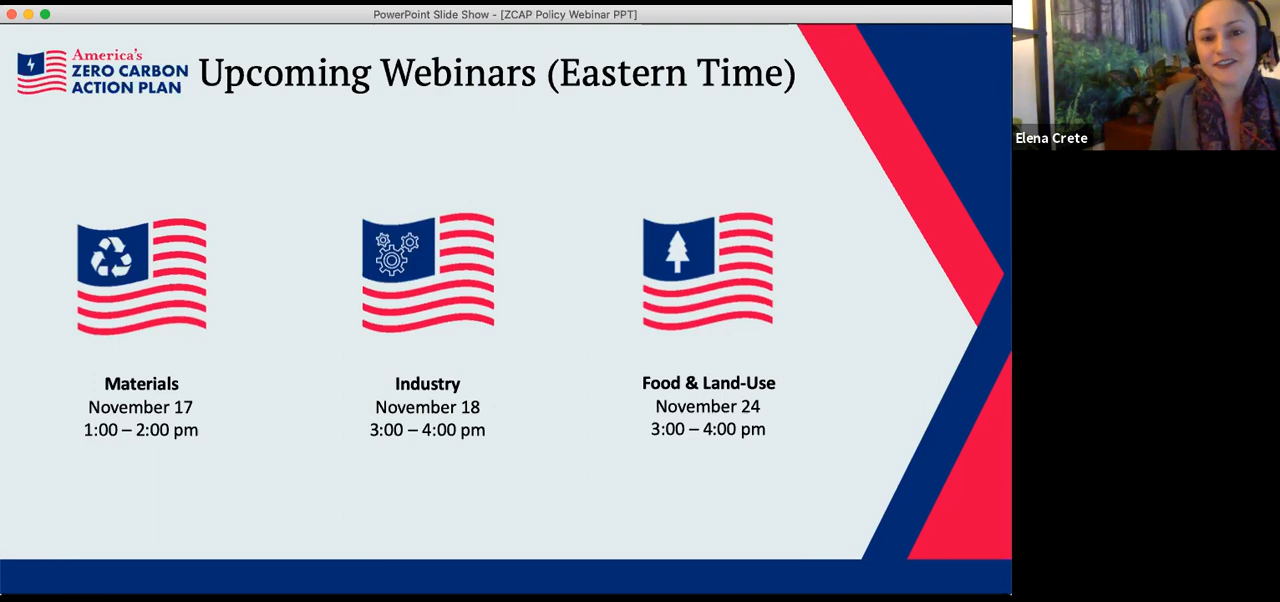 PowerPoint Slide Show - [ZCAP Policy Webinar PPT]
America's
ZERO CARBON
ACTION PLAN
Upcoming Webinars (Eastern Time)
Elena Crete
Materials
November 17
1:00 – 2:00 pm
Industry
November 18
3:00 – 4:00 pm
Food & Land-Use
November 24
3:00 – 4:00 pm